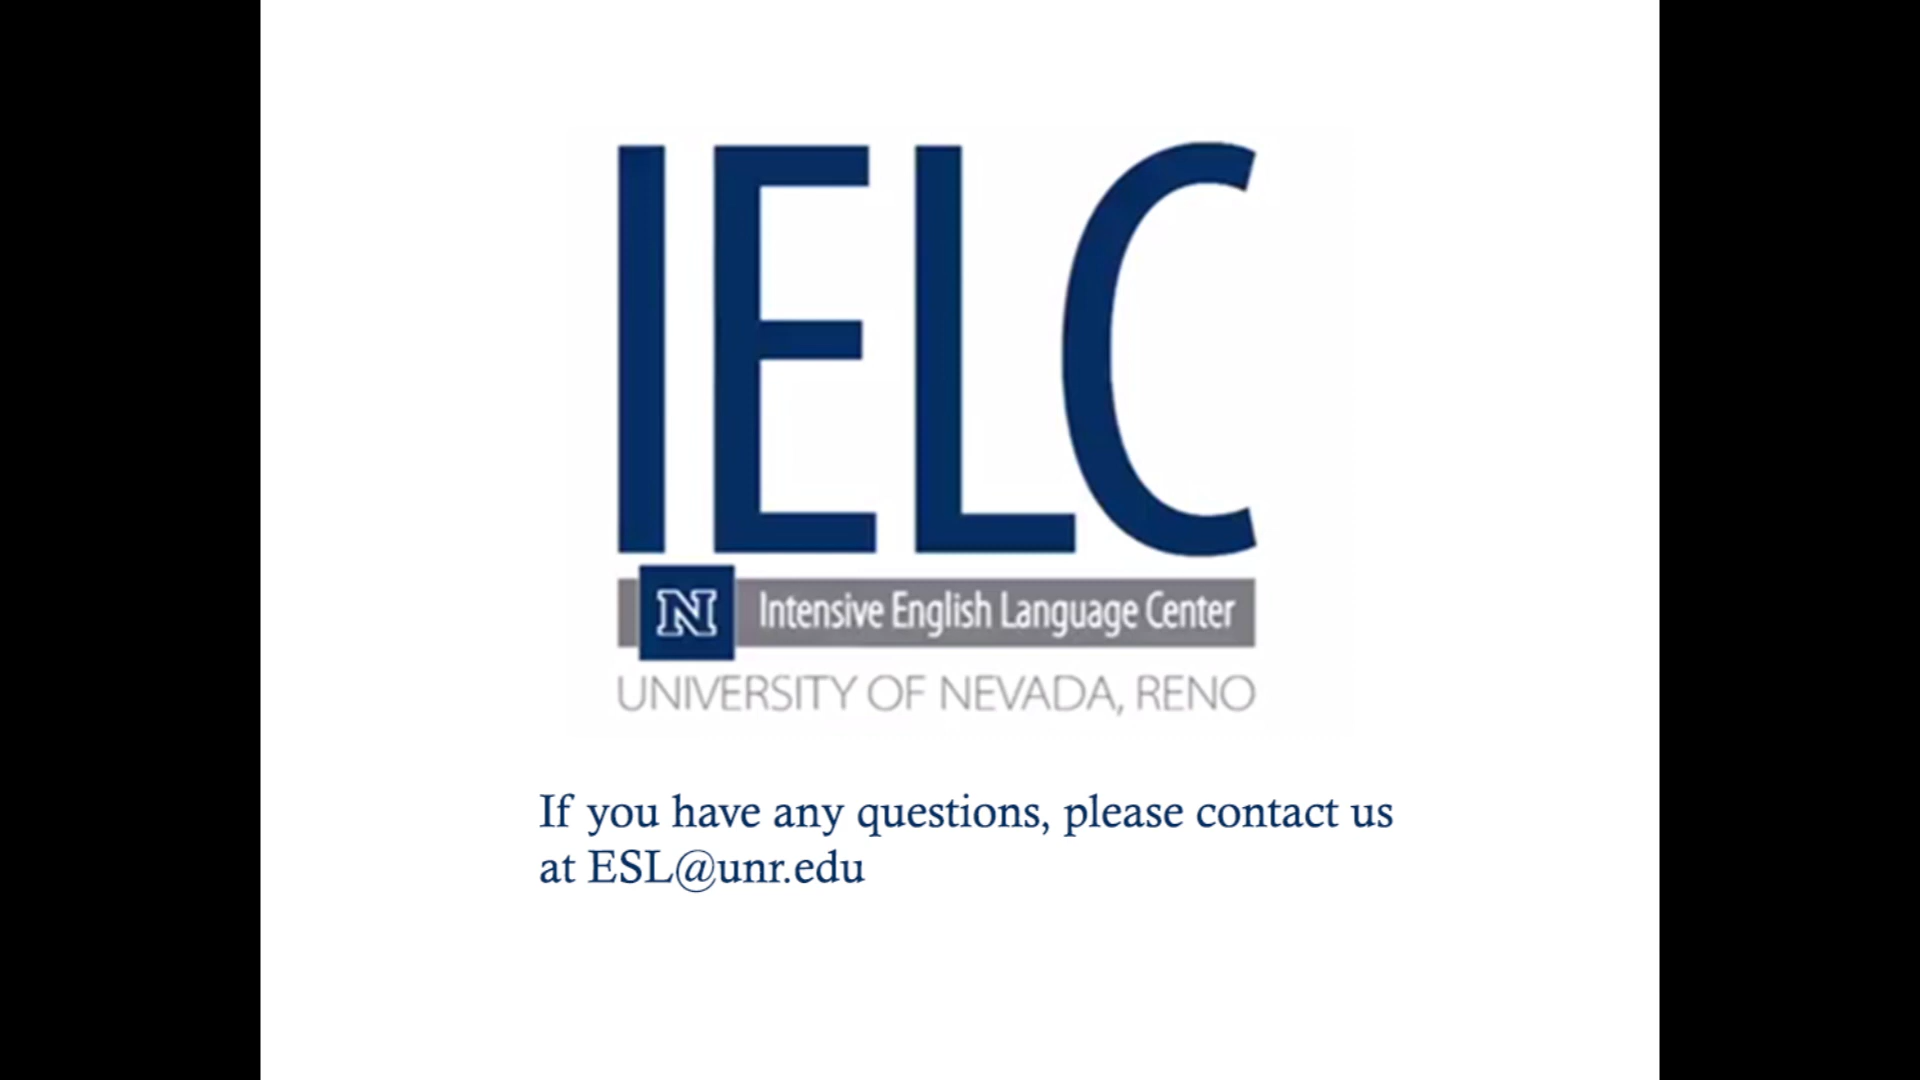 IELC
N Intensive English Language Center
UNIVERSITY OF NEVADA, RENO
If you have any questions, please contact us
at ESL@unr.edu